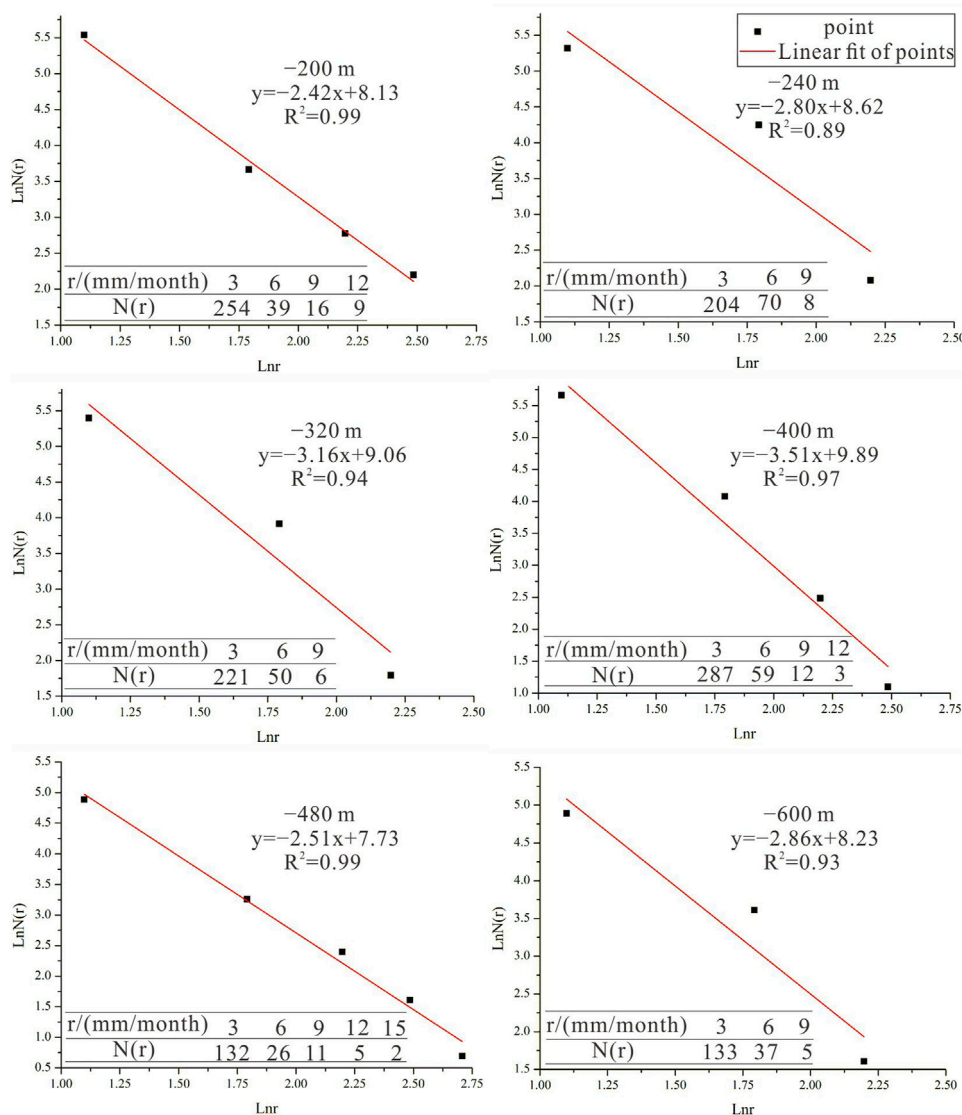 LnN(r)
5.5
5.0
4.5
4.0
3.5
3.0
2.5
2.0
1.5
−200 m
y=−2.42x+8.13
R²=0.99
r/(mm/month) 3 6 9 12
N(r) 254 39 16 9
1.00 1.25 1.50 1.75 2.00 2.25 2.50 2.75
Lnr
LnN(r)
5.5
5.0
4.5
4.0
3.5
3.0
2.5
2.0
1.5
point
Linear fit of points
−240 m
y=−2.80x+8.62
R²=0.89
r/(mm/month) 3 6 9
N(r) 204 70 8
1.00 1.25 1.50 1.75 2.00 2.25 2.50
Lnr
LnN(r)
5.5
5.0
4.5
4.0
3.5
3.0
2.5
2.0
1.5
−320 m
y=−3.16x+9.06
R²=0.94
r/(mm/month) 3 6 9
N(r) 221 50 6
1.00 1.25 1.50 1.75 2.00 2.25 2.50
Lnr
LnN(r)
5.5
5.0
4.5
4.0
3.5
3.0
2.5
2.0
1.5
1.0
−400 m
y=−3.51x+9.89
R²=0.97
r/(mm/month) 3 6 9 12
N(r) 287 59 12 3
1.00 1.25 1.50 1.75 2.00 2.25 2.50 2.75
Lnr
LnN(r)
5.5
5.0
4.5
4.0
3.5
3.0
2.5
2.0
1.5
1.0
0.5
−480 m
y=−2.51x+7.73
R²=0.99
r/(mm/month) 3 6 9 12 15
N(r) 132 26 11 5 2
1.00 1.25 1.50 1.75 2.00 2.25 2.50 2.75
Lnr
LnN(r)
5.5
5.0
4.5
4.0
3.5
3.0
2.5
2.0
1.5
−600 m
y=−2.86x+8.23
R²=0.93
r/(mm/month) 3 6 9
N(r) 133 37 5
1.00 1.25 1.50 1.75 2.00 2.25 2.50
Lnr